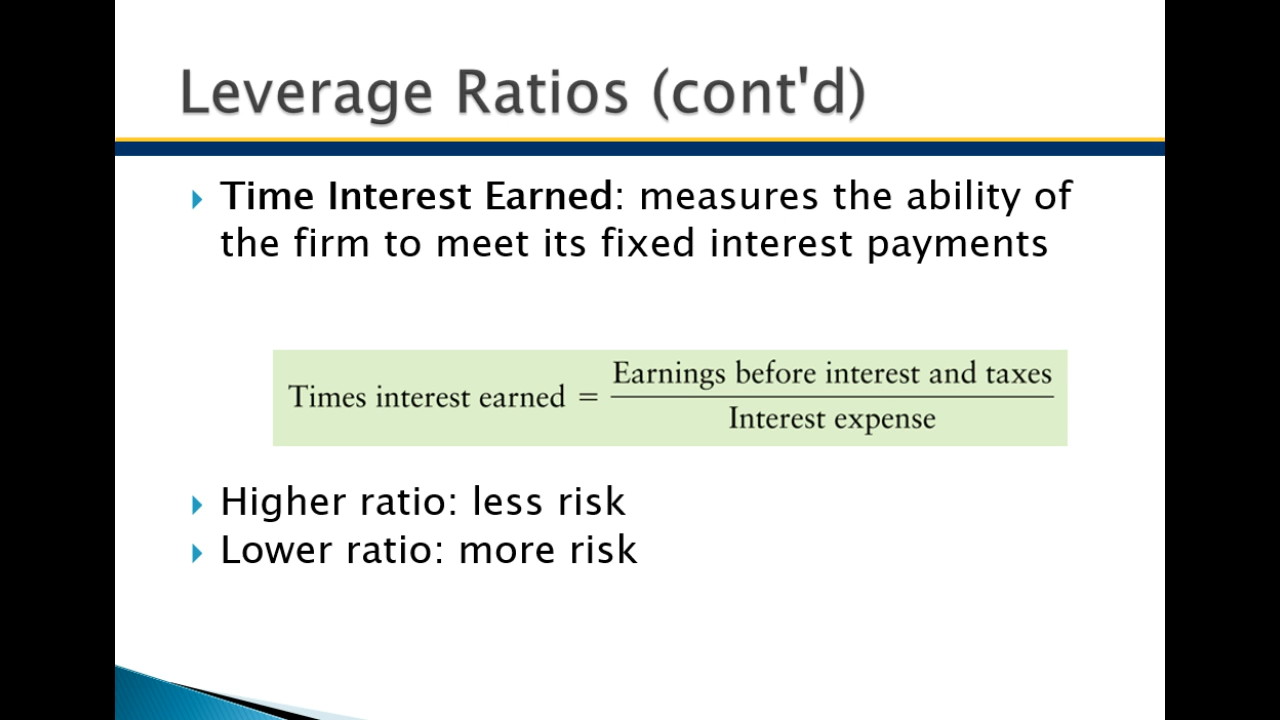 Leverage Ratios (cont'd)
Time Interest Earned: measures the ability of
the firm to meet its fixed interest payments
Times interest earned = Earnings before interest and taxes
Interest expense
Higher ratio: less risk
Lower ratio: more risk